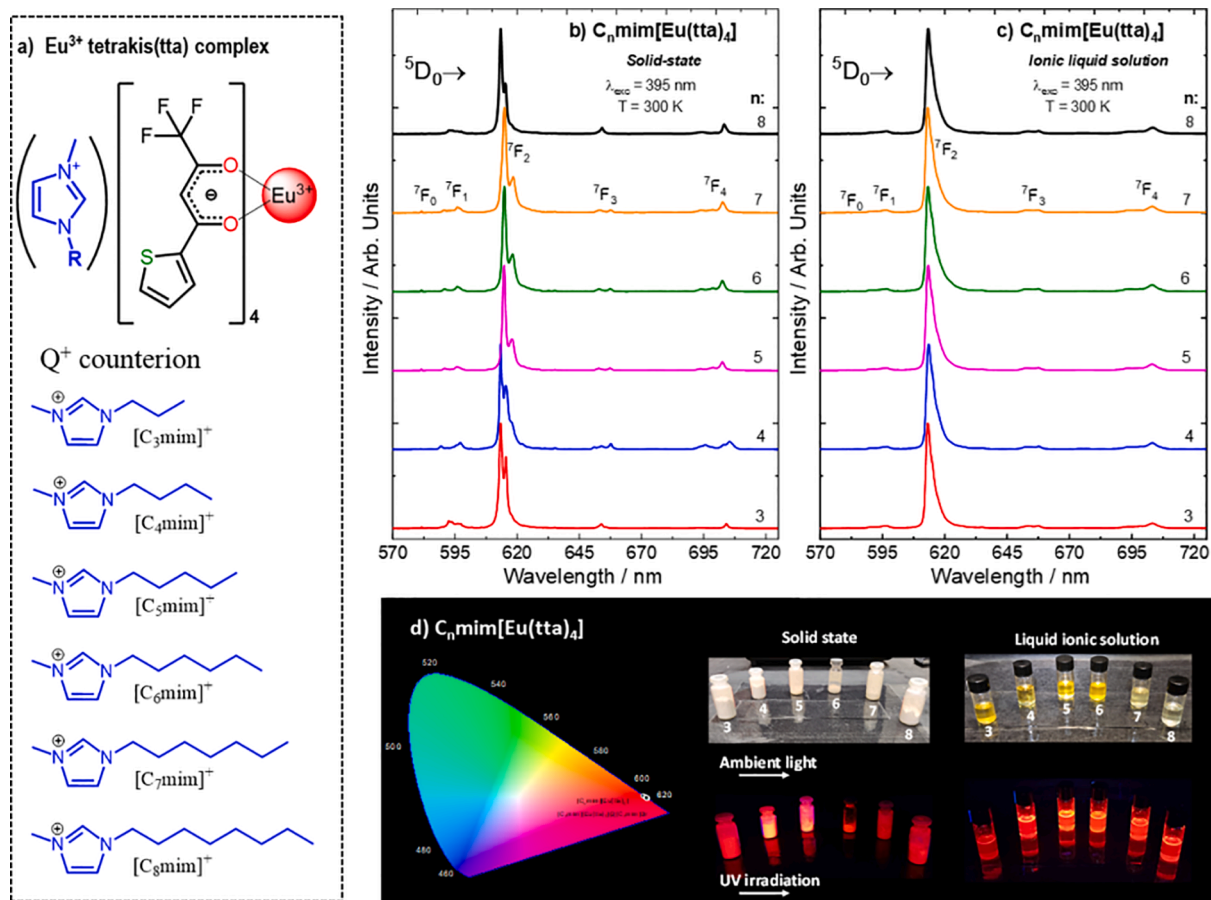 a) Eu³⁺ tetrakis(tta) complex
F
F
F
N⁺
N
R
O
O
⊖
Eu³⁺
S
4
Q⁺ counterion
N
⊕
N
[C₃mim]⁺
N
⊕
N
[C₄mim]⁺
N
⊕
N
[C₅mim]⁺
N
⊕
N
[C₆mim]⁺
N
⊕
N
[C₇mim]⁺
N
⊕
N
[C₈mim]⁺
b) Cₙmim[Eu(tta)₄]
Solid-state
⁵D₀→
λₑₓc = 395 nm
T = 300 K
n:
8
⁷F₂
⁷F₀
⁷F₁
⁷F₃
⁷F₄
7
6
5
4
3
Intensity / Arb. Units
570 595 620 645 670 695 720
Wavelength / nm
c) Cₙmim[Eu(tta)₄]
Ionic liquid solution
⁵D₀→
λₑₓc = 395 nm
T = 300 K
n:
8
⁷F₂
⁷F₀
⁷F₁
⁷F₃
⁷F₄
7
6
5
4
3
Intensity / Arb. Units
570 595 620 645 670 695 720
Wavelength / nm
d) Cₙmim[Eu(tta)₄]
520
540
560
580
600
620
500
480
460
Solid state
3 4 5 6 7 8
Ambient light
UV irradiation
Liquid ionic solution
3 4 5 6 7 8